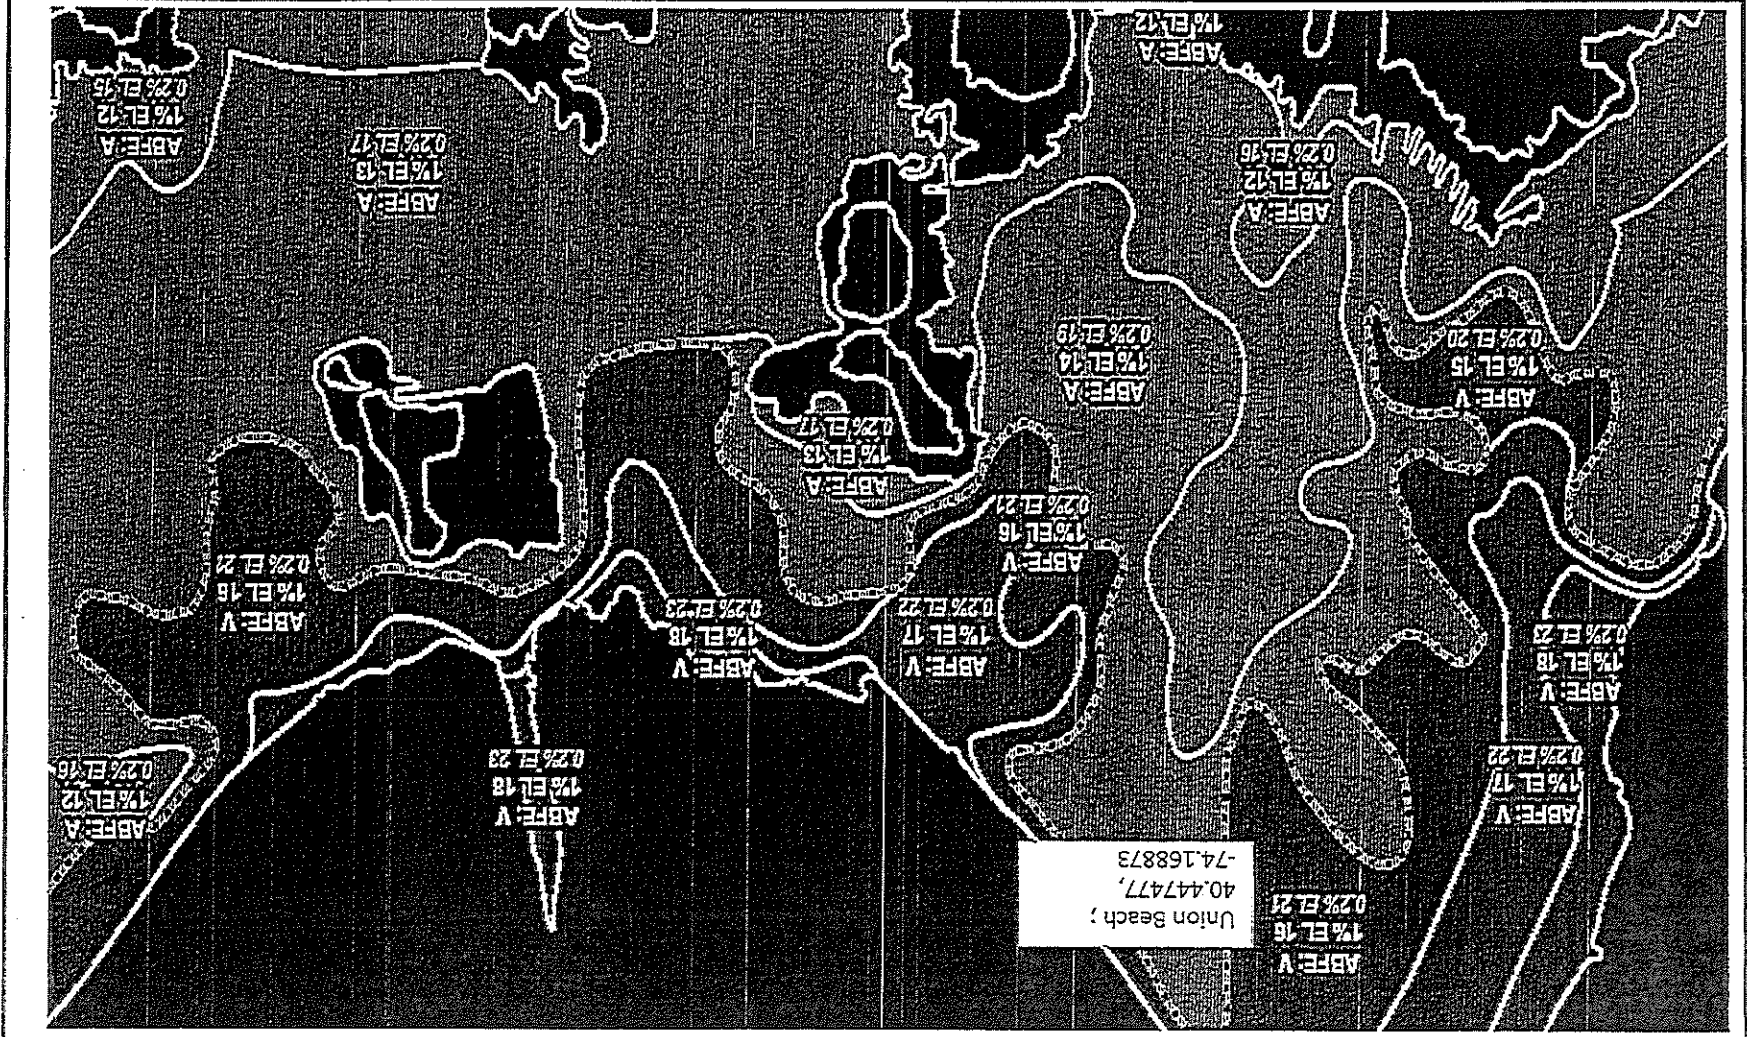 ABFE: V
1% EL 16
0.2% EL 21
Union Beach ;
40.447477,
-74.168873
ABFE: V
1% EL 17
0.2% EL 22
ABFE: V
1% EL 18
0.2% EL 23
ABFE: A
1% EL 12
0.2% EL 16
ABFE: V
1% EL 18
0.2% EL 23
ABFE: V
1% EL 17
0.2% EL 22
ABFE: V
1% EL 18
0.2% EL 23
ABFE: V
1% EL 16
0.2% EL 21
ABFE: V
1% EL 16
0.2% EL 21
ABFE: A
1% EL 13
0.2% EL 17
ABFE: V
1% EL 15
0.2% EL 20
ABFE: A
1% EL 14
0.2% EL 19
ABFE: A
1% EL 12
0.2% EL 16
ABFE: A
1% EL 13
0.2% EL 17
ABFE: A
1% EL 12
0.2% EL 15
ABFE: A
1% EL 12